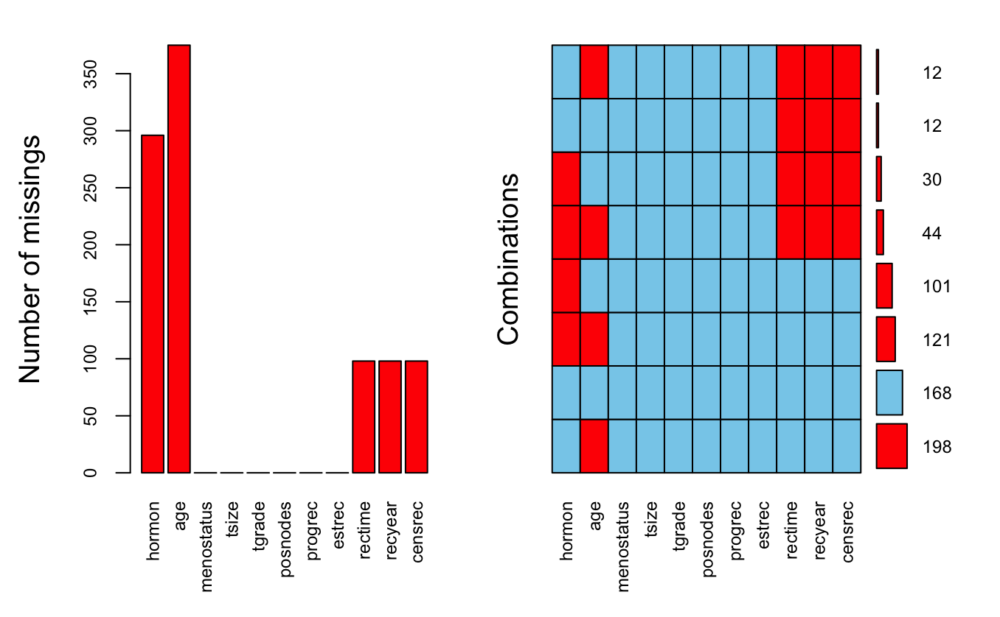 Number of missings
350
300
250
200
150
100
50
0
hormon
age
menostatus
tsize
tgrade
posnodes
progrec
estrec
rectime
recyear
censrec
Combinations
12
12
30
44
101
121
168
198
hormon
age
menostatus
tsize
tgrade
posnodes
progrec
estrec
rectime
recyear
censrec